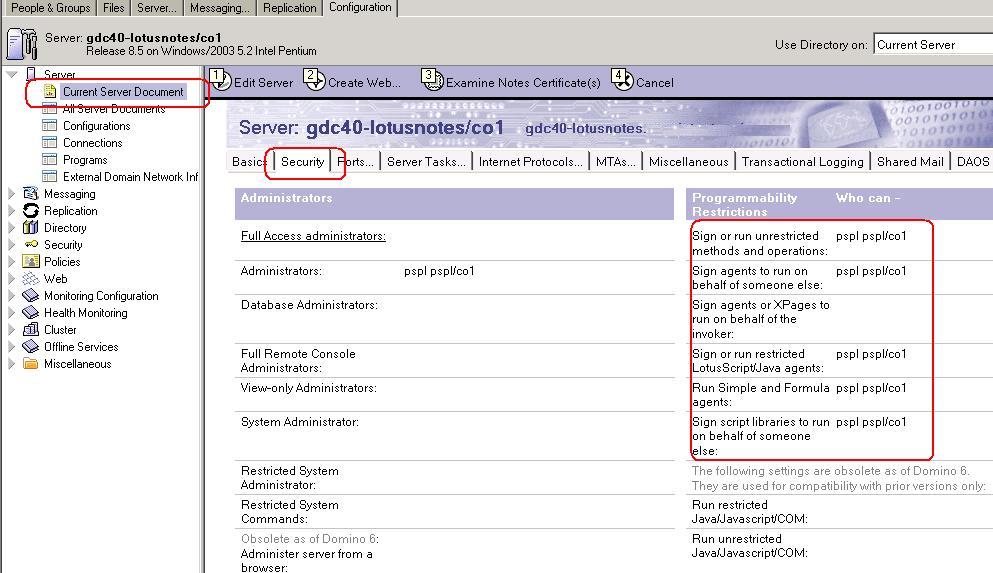 People & Groups Files Server... Messaging... Replication Configuration
Server: gdc40-lotusnotes/co1
Release 8.5 on Windows/2003 5.2 Intel Pentium
Use Directory on: Current Server
Server
Current Server Document
All Server Documents
Configurations
Connections
Programs
External Domain Network Inf
Messaging
Replication
Directory
Security
Policies
Web
Monitoring Configuration
Health Monitoring
Cluster
Offline Services
Miscellaneous
1 Edit Server 2 Create Web... 3 Examine Notes Certificate(s) 4 Cancel
Server: gdc40-lotusnotes/co1 gdc40-lotusnotes.
Basics Security Ports... Server Tasks... Internet Protocols... MTAs... Miscellaneous Transactional Logging Shared Mail DAOS
Administrators
Full Access administrators:
Administrators: pspl pspl/co1
Database Administrators:
Full Remote Console
Administrators:
View-only Administrators:
System Administrator:
Restricted System
Administrator:
Restricted System
Commands:
Obsolete as of Domino 6:
Administer server from a
browser:
Programmability Who can -
Restrictions
Sign or run unrestricted pspl pspl/co1
methods and operations:
Sign agents to run on pspl pspl/co1
behalf of someone else:
Sign agents or XPages to
run on behalf of the
invoker:
Sign or run restricted pspl pspl/co1
LotusScript/Java agents:
Run Simple and Formula pspl pspl/co1
agents:
Sign script libraries to run pspl pspl/co1
on behalf of someone
else:
The following settings are obsolete as of Domino 6.
They are used for compatibility with prior versions only:
Run restricted
Java/Javascript/COM:
Run unrestricted
Java/Javascript/COM: